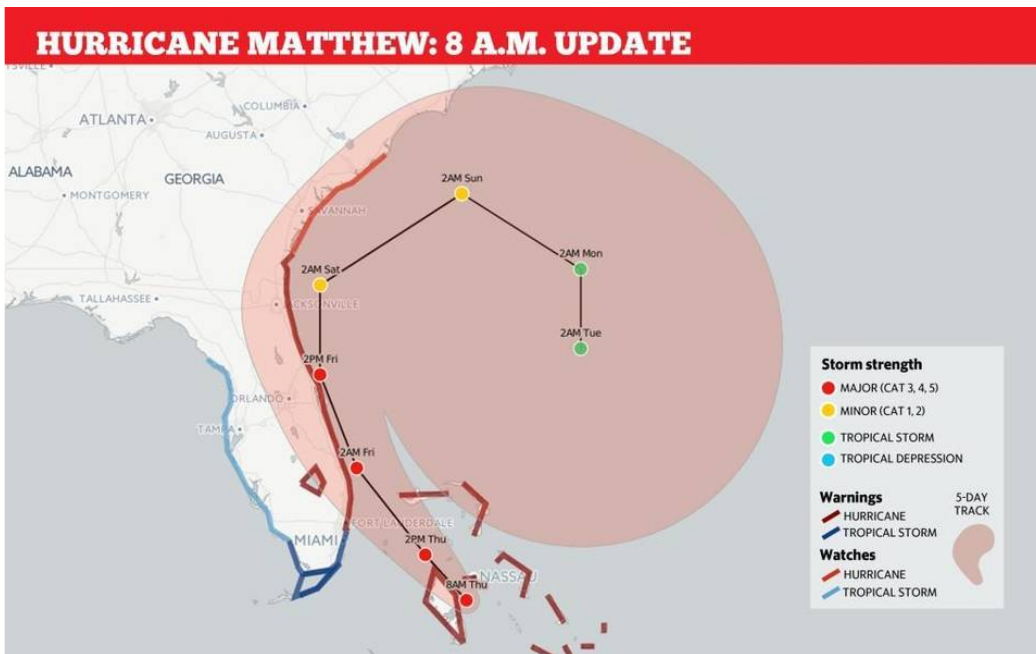 HURRICANE MATTHEW: 8 A.M. UPDATE
COLUMBIA
ATLANTA
AUGUSTA
ALABAMA
GEORGIA
MONTGOMERY
SAVANNAH
2AM Sun
2AM Mon
2AM Sat
TALLAHASSEE
2AM Tue
2PM Fri
ORLANDO
TAMPA
2AM Fri
FORT LAUDERDALE
MIAMI
2PM Thu
NASSAU
8AM Thu
Storm strength
MAJOR (CAT 3, 4, 5)
MINOR (CAT 1, 2)
TROPICAL STORM
TROPICAL DEPRESSION
Warnings
HURRICANE
TROPICAL STORM
Watches
HURRICANE
TROPICAL STORM
5-DAY
TRACK